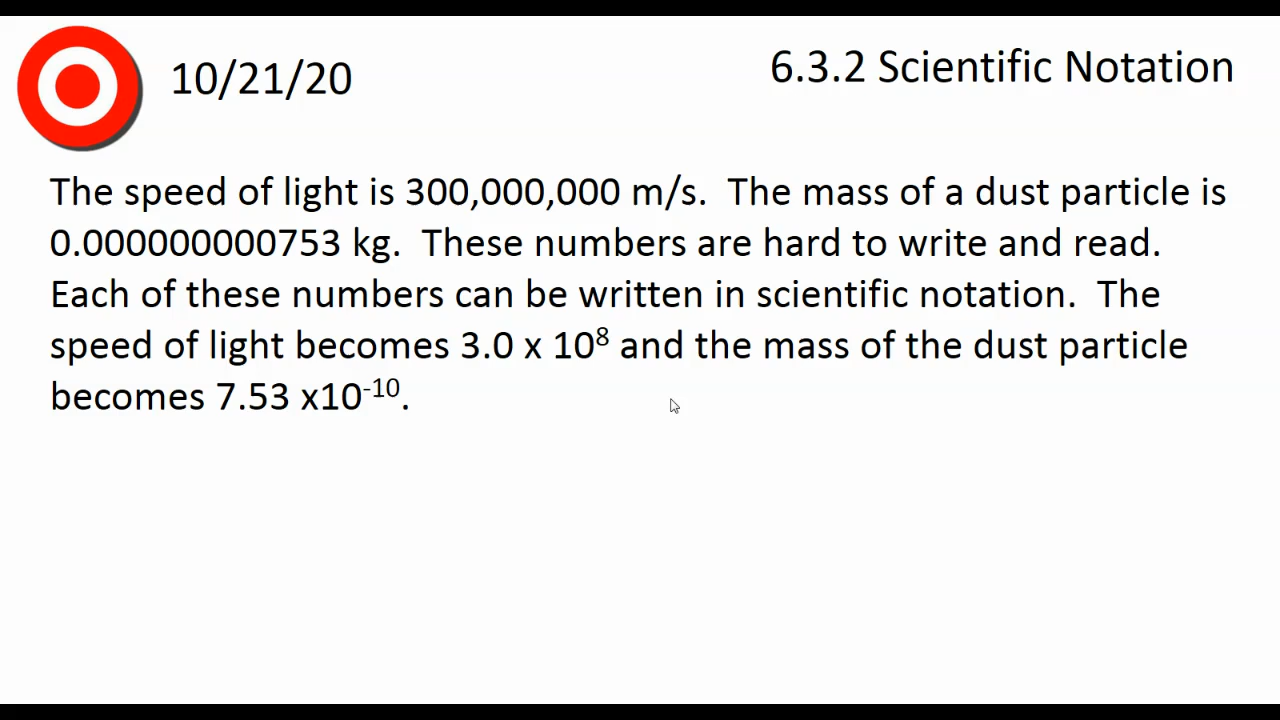 10/21/20
6.3.2 Scientific Notation
The speed of light is 300,000,000 m/s.  The mass of a dust particle is
0.000000000753 kg.  These numbers are hard to write and read.
Each of these numbers can be written in scientific notation.  The
speed of light becomes 3.0 x 10⁸ and the mass of the dust particle
becomes 7.53 x10⁻¹⁰.